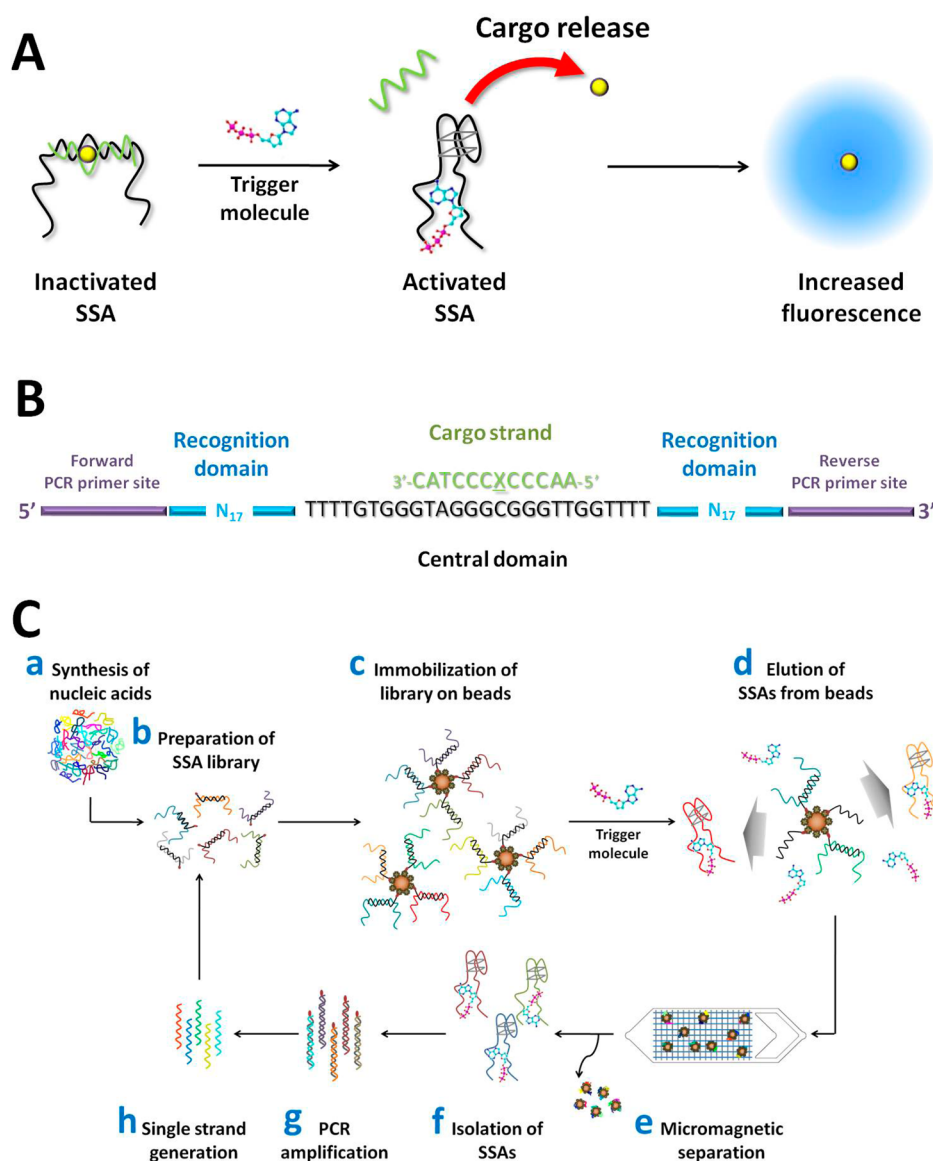 A
Cargo release
Trigger
molecule
Inactivated
SSA
Activated
SSA
Increased
fluorescence
B
Forward
PCR primer site
Recognition
domain
Cargo strand
Recognition
domain
Reverse
PCR primer site
3’-CATCCCXCCCAA-5’
5’ N17 TTTTGTGGGTAGGGCGGGTTGGTTTT N17 3’
Central domain
C
a Synthesis of
nucleic acids
b Preparation of
SSA library
c Immobilization of
library on beads
Trigger
molecule
d Elution of
SSAs from beads
e Micromagnetic
separation
f Isolation of
SSAs
g PCR
amplification
h Single strand
generation